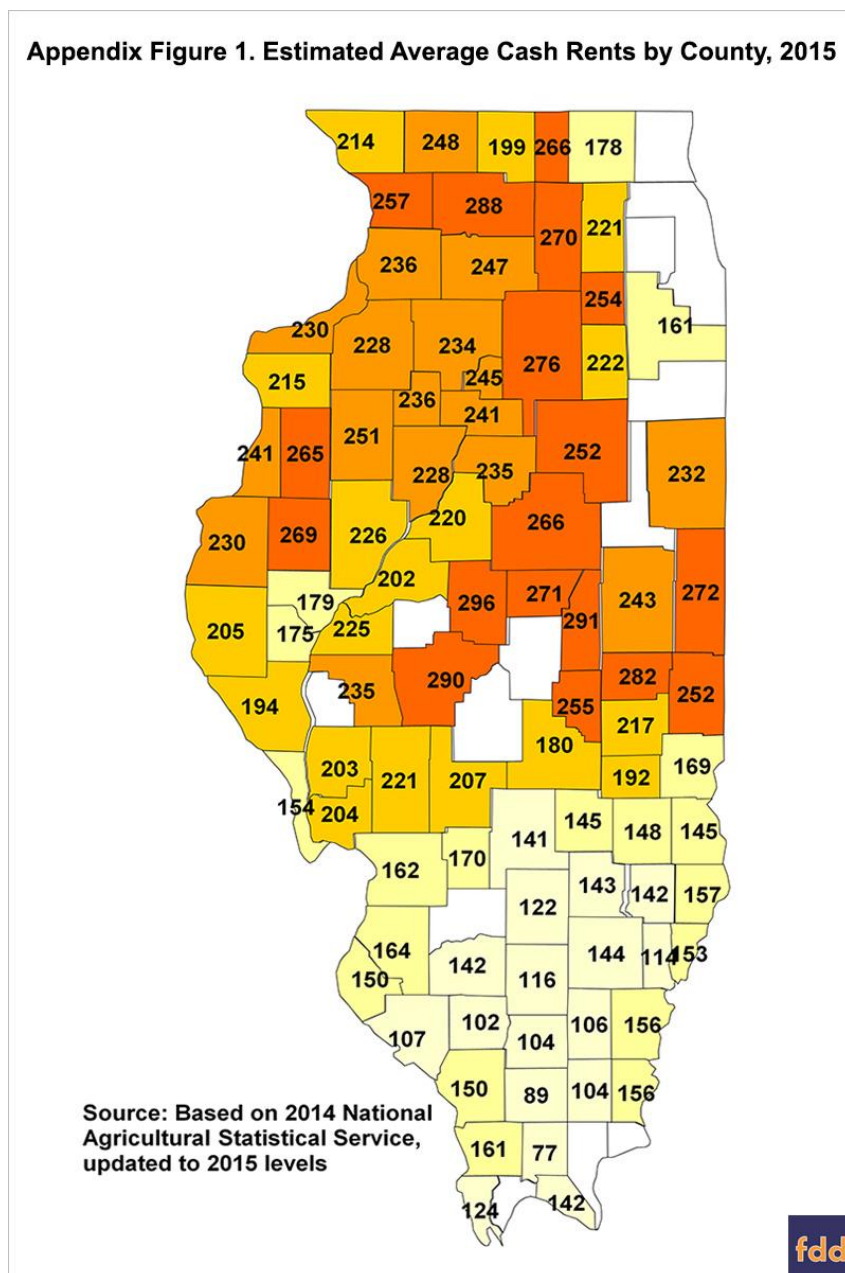 Appendix Figure 1. Estimated Average Cash Rents by County, 2015
214 248 199 266 178
257 288 270 221
236 247 254
230 228 234 276 222 161
215 236 245
241 265 251 241 252 232
228 235
230 269 226 220 266
202
179 296 271 291 243 272
205 175 225
194 235 290 255 282 252
217
203 221 207 180 192 169
154 204
162 170 141 145 148 145
122 143 142 157
164 142 116 144 114 153
150
107 102 104 106 156
150 89 104 156
161 77
124 142
Source: Based on 2014 National
Agricultural Statistical Service,
updated to 2015 levels
fdd